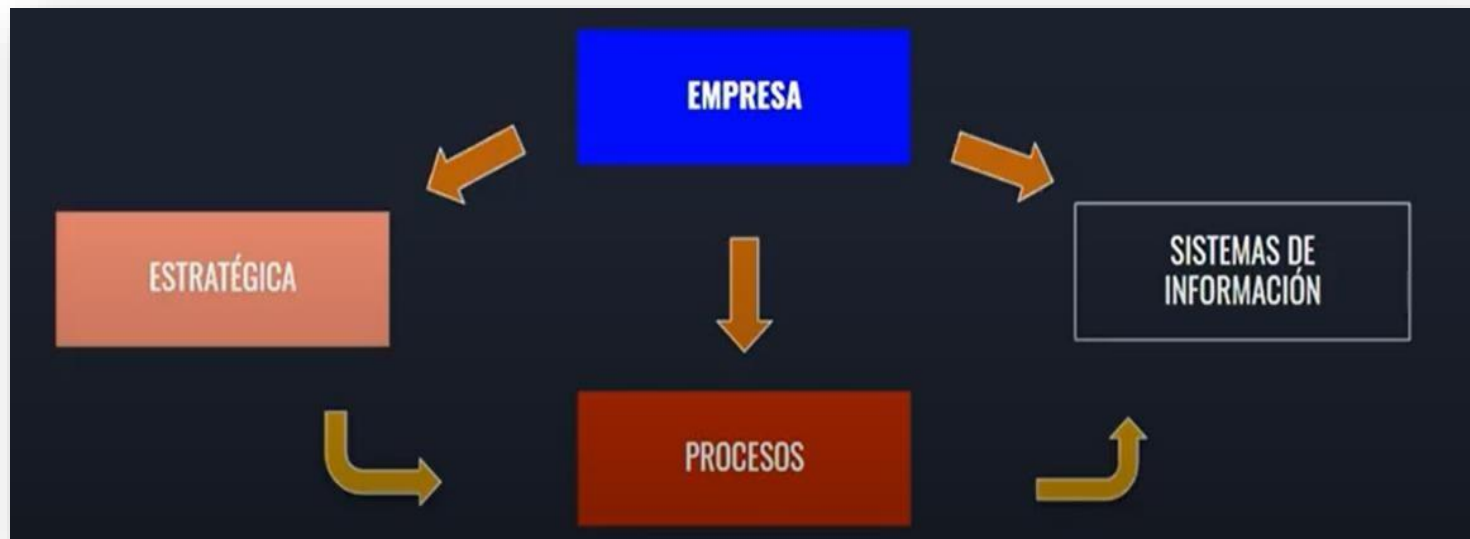 EMPRESA
ESTRATÉGICA
SISTEMAS DE
INFORMACIÓN
PROCESOS